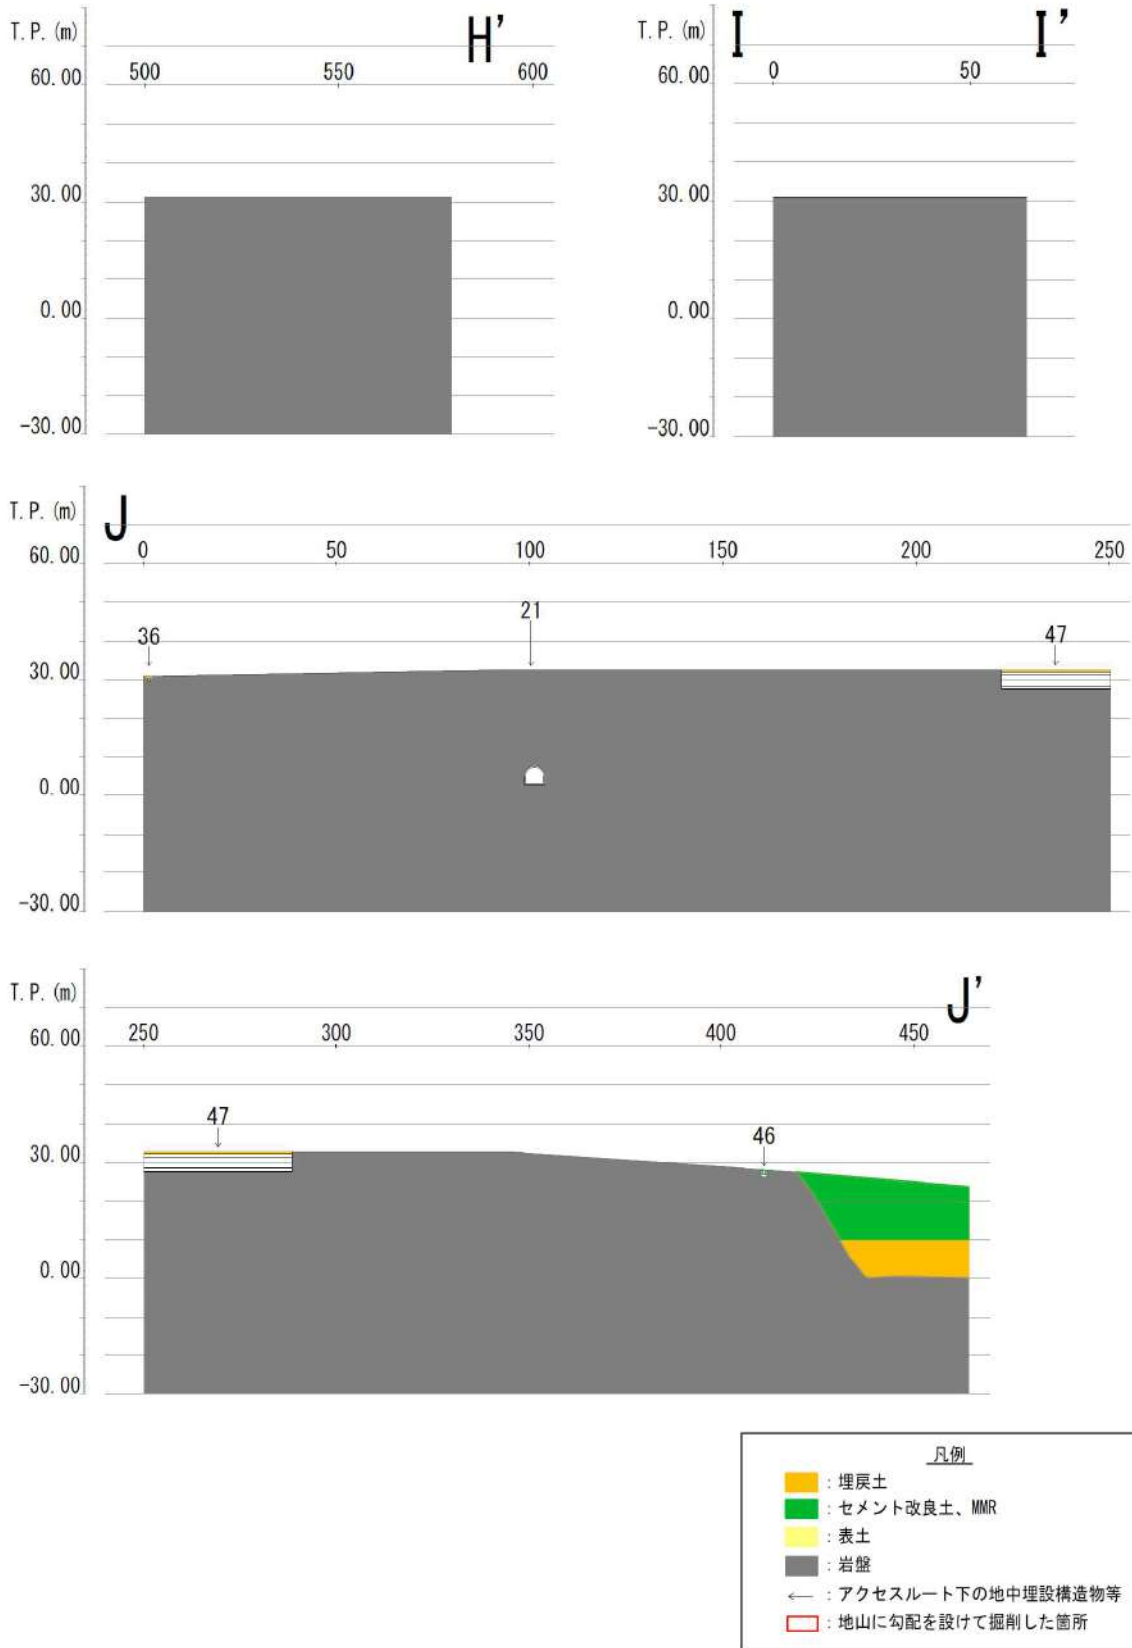 T.P.(m)
H’
500 550 600
60.00
30.00
0.00
-30.00
T.P.(m)
I I’
0 50
60.00
30.00
0.00
-30.00
T.P.(m)
J
0 50 100 150 200 250
60.00
36 21 47
30.00
0.00
-30.00
T.P.(m)
J’
250 300 350 400 450
60.00
47 46
30.00
0.00
-30.00
凡例
：埋戻土
：セメント改良土、MMR
：表土
：岩盤
←：アクセスルート下の地中埋設構造物等
：地山に勾配を設けて掘削した箇所